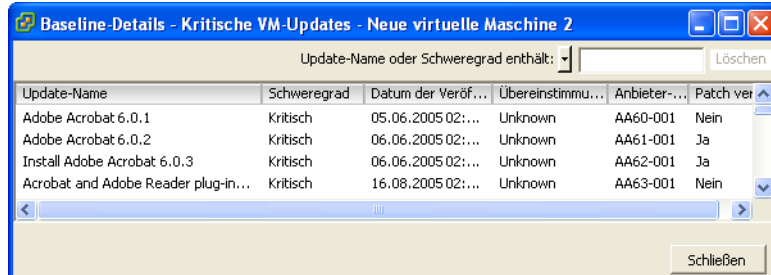 Baseline-Details - Kritische VM-Updates - Neue virtuelle Maschine 2
Update-Name oder Schweregrad enthält: Löschen
Update-Name Schweregrad Datum der Veröf... Übereinstimmu... Anbieter-... Patch ver
Adobe Acrobat 6.0.1 Kritisch 05.06.2005 02:... Unknown AA60-001 Nein
Adobe Acrobat 6.0.2 Kritisch 06.06.2005 02:... Unknown AA61-001 Ja
Install Adobe Acrobat 6.0.3 Kritisch 06.06.2005 02:... Unknown AA62-001 Ja
Acrobat and Adobe Reader plug-in... Kritisch 16.08.2005 02:... Unknown AA63-001 Nein
Schließen